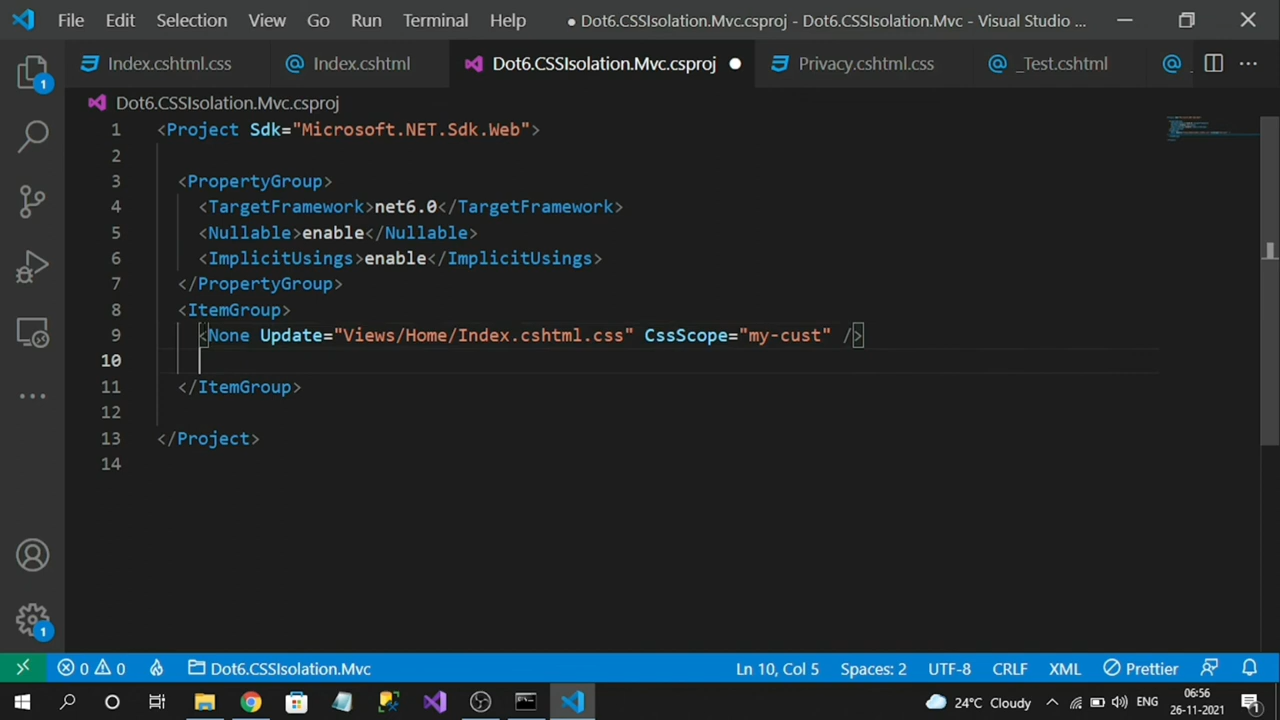 File Edit Selection View Go Run Terminal Help ● Dot6.CSSIsolation.Mvc.csproj - Dot6.CSSIsolation.Mvc - Visual Studio ...
Index.cshtml.css Index.cshtml Dot6.CSSIsolation.Mvc.csproj Privacy.cshtml.css _Test.cshtml
1
Dot6.CSSIsolation.Mvc.csproj
1 <Project Sdk="Microsoft.NET.Sdk.Web">
2
3 <PropertyGroup>
4 <TargetFramework>net6.0</TargetFramework>
5 <Nullable>enable</Nullable>
6 <ImplicitUsings>enable</ImplicitUsings>
7 </PropertyGroup>
8 <ItemGroup>
9 <None Update="Views/Home/Index.cshtml.css" CssScope="my-cust" />
10
11 </ItemGroup>
12
13 </Project>
14
1
0 0 Dot6.CSSIsolation.Mvc Ln 10, Col 5 Spaces: 2 UTF-8 CRLF XML Prettier
24°C Cloudy ENG 06:56
26-11-2021 1